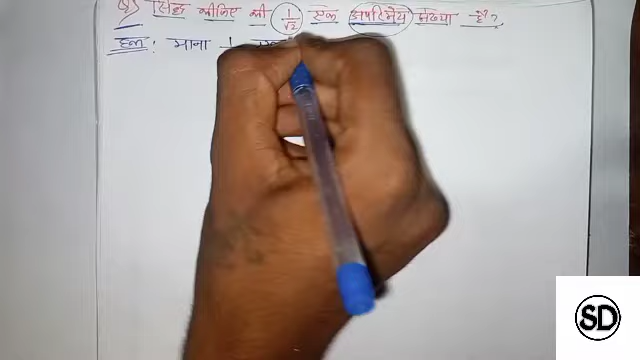 Q) सिद्ध कीजिए की 1/√2 एक अपरिमेय संख्या है?
हल: माना 1
SD